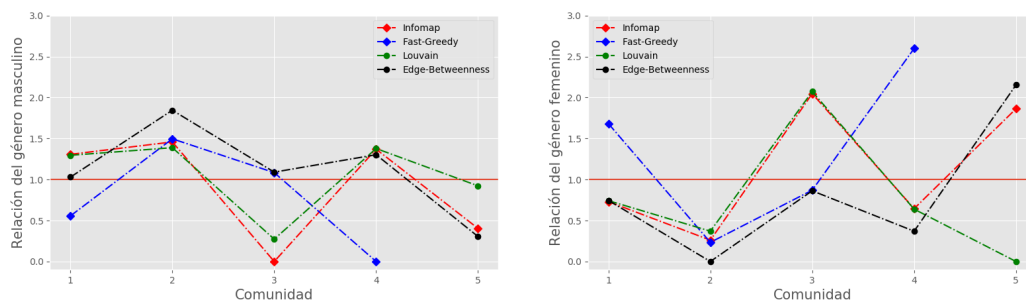 Relación del género masculino
3.0
2.5
2.0
1.5
1.0
0.5
0.0
1 2 3 4 5
Comunidad
Infomap
Fast-Greedy
Louvain
Edge-Betweenness
Relación del género femenino
3.0
2.5
2.0
1.5
1.0
0.5
0.0
1 2 3 4 5
Comunidad
Infomap
Fast-Greedy
Louvain
Edge-Betweenness